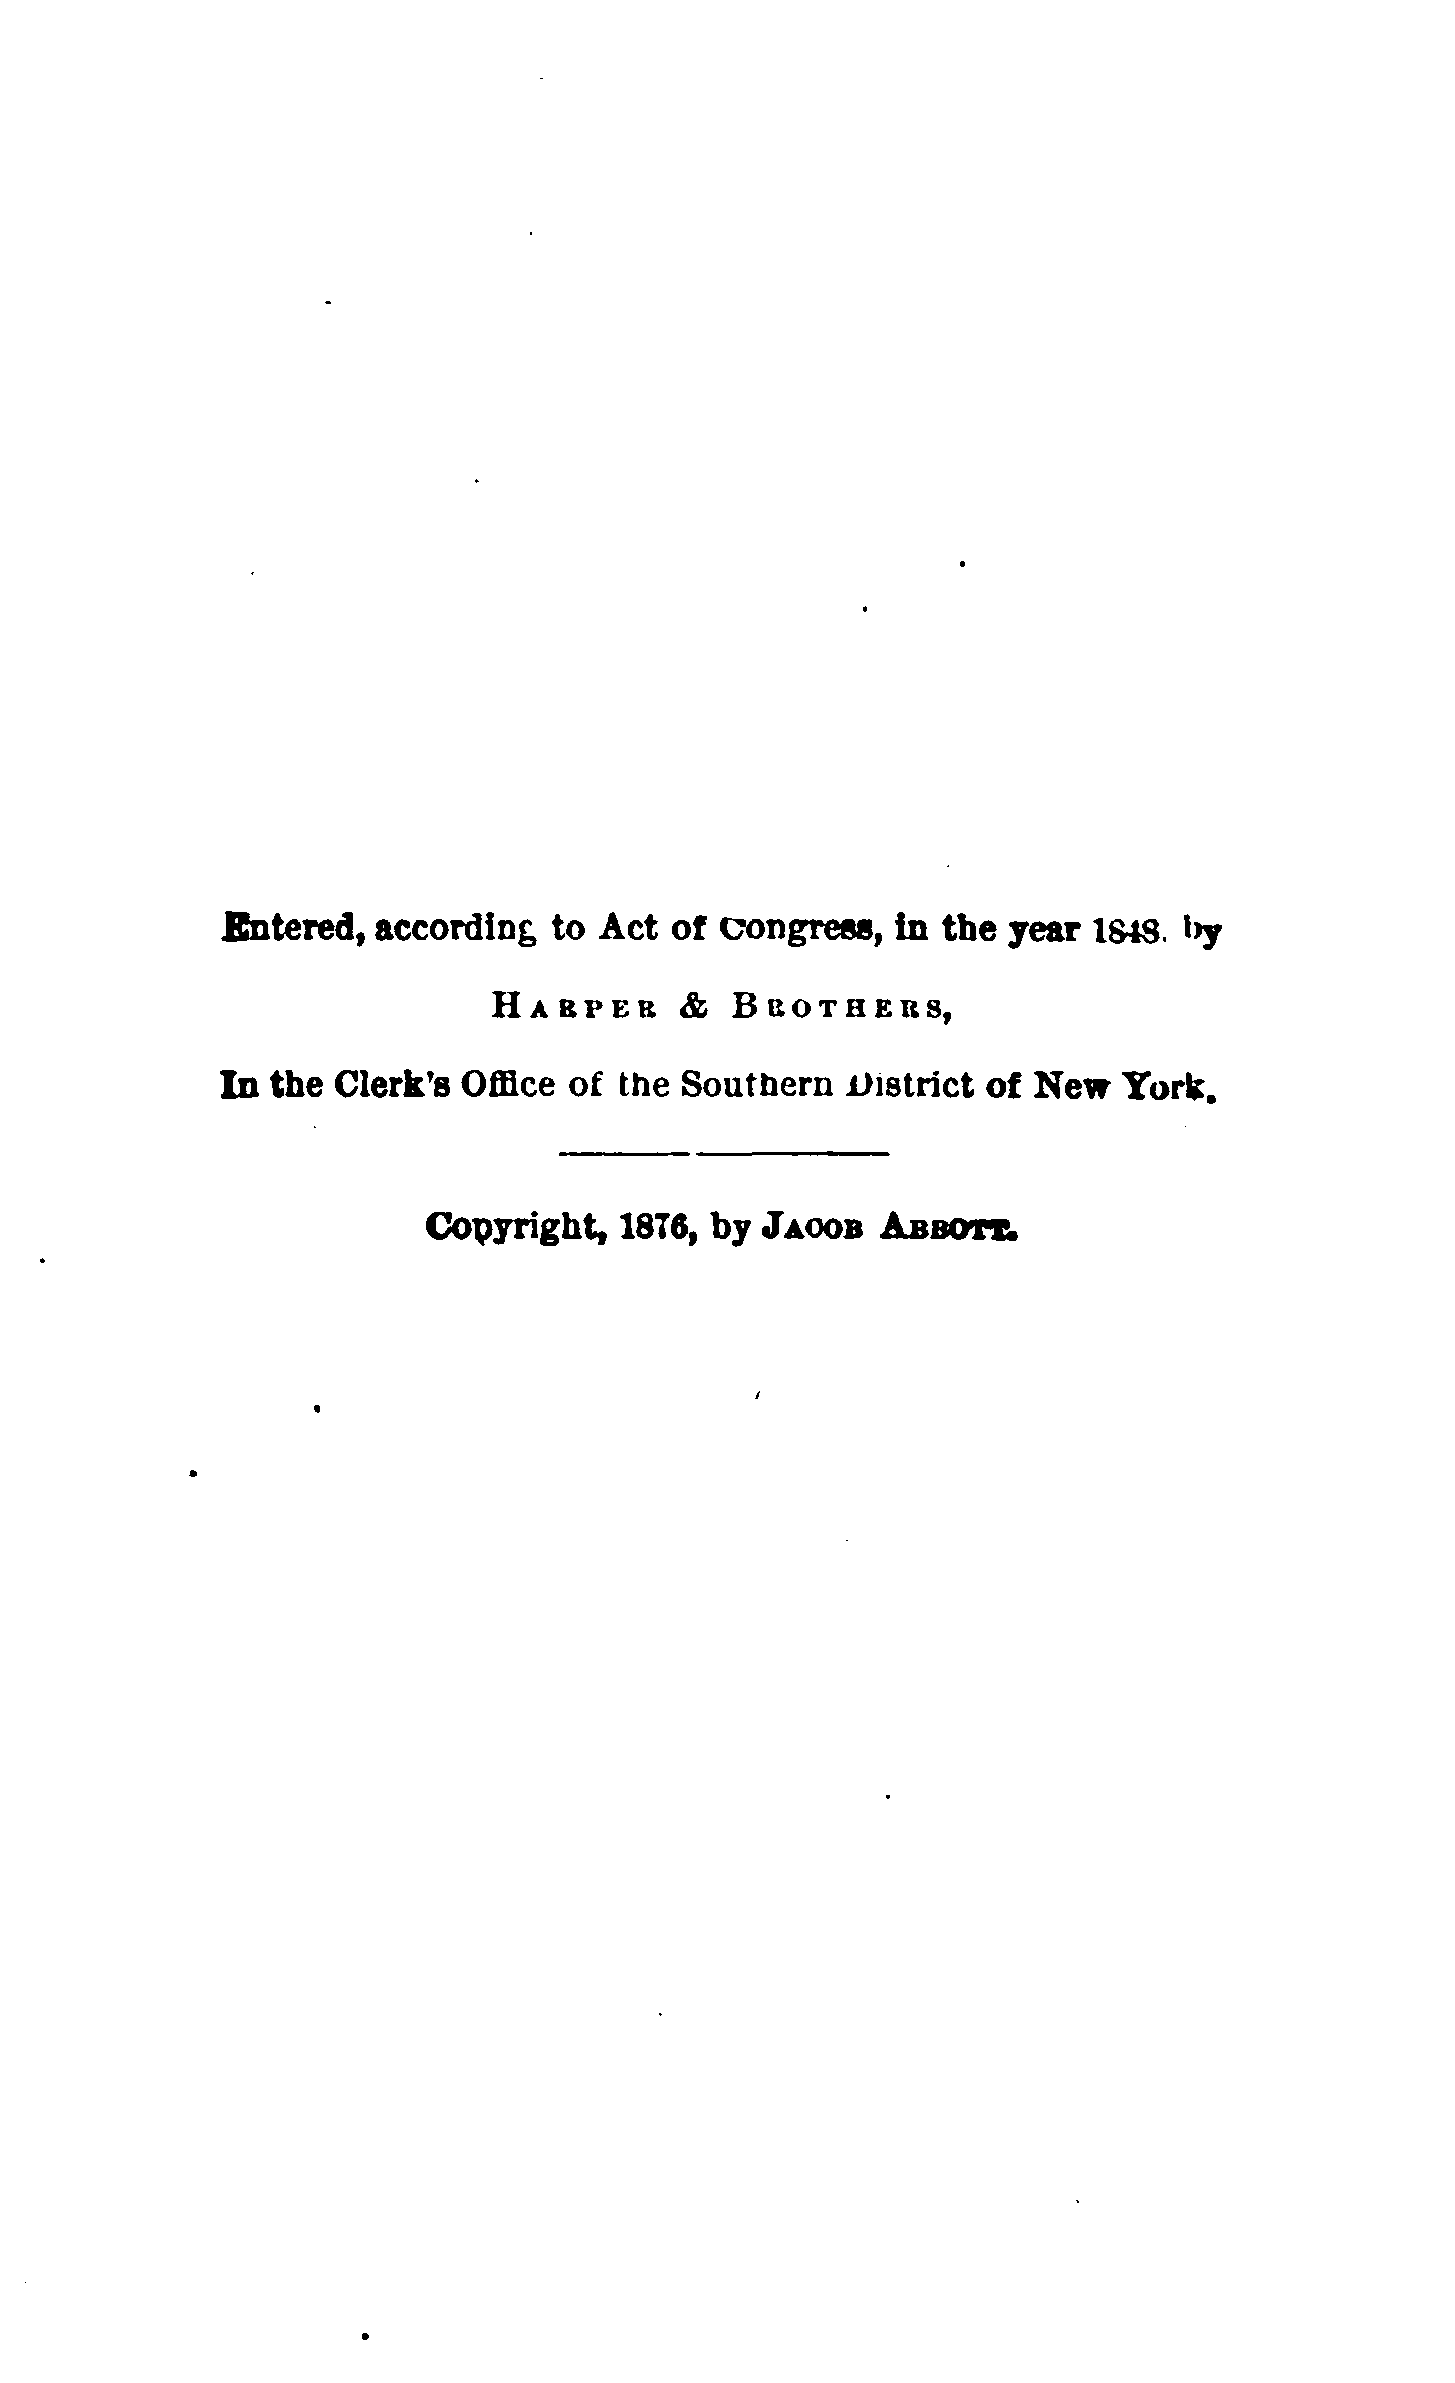 Entered, according to Act of Congress, in the year 1848, by
HARPER & BROTHERS,
In the Clerk's Office of the Southern District of New York.
Copyright, 1876, by JACOB ABBOTT.